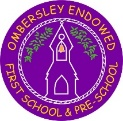 OMBERSLEY ENDOWED
FIRST SCHOOL & PRE-SCHOOL